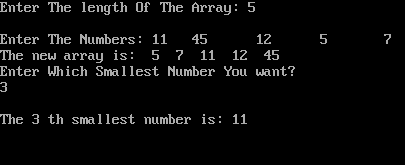 Enter The length Of The Array: 5
Enter The Numbers: 11 45 12 5 7
The new array is: 5 7 11 12 45
Enter Which Smallest Number You want?
3
The 3 th smallest number is: 11